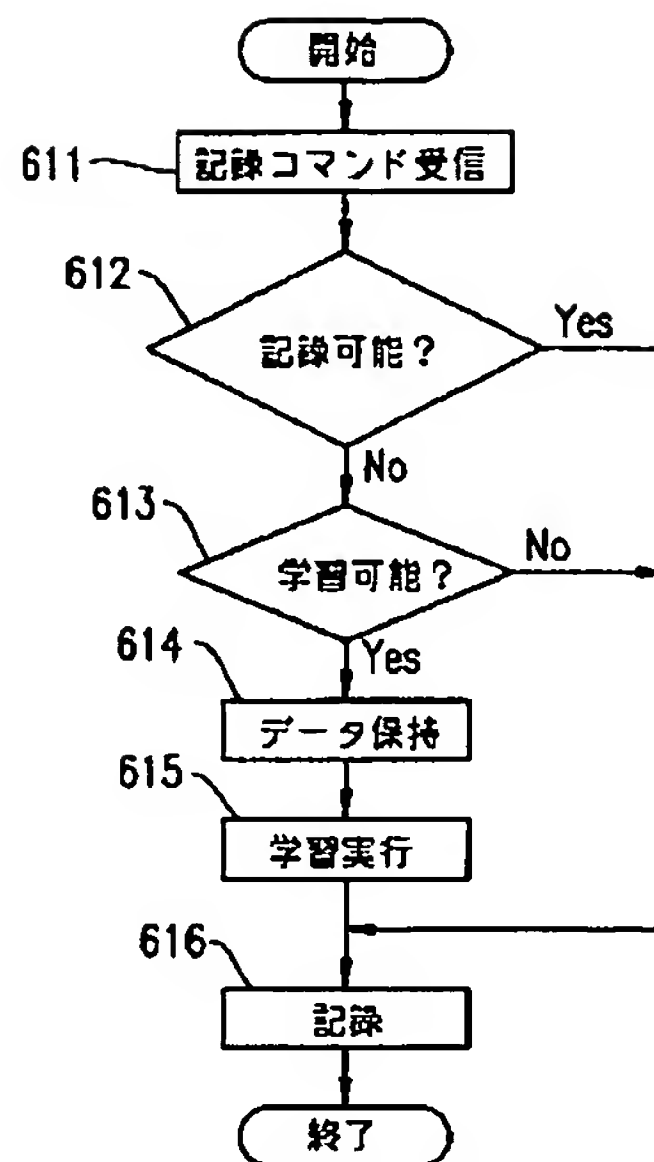 開始
611 記録コマンド受信
612
記録可能? Yes
No
613
学習可能? No
Yes
614
データ保持
615
学習実行
616
記録
終了